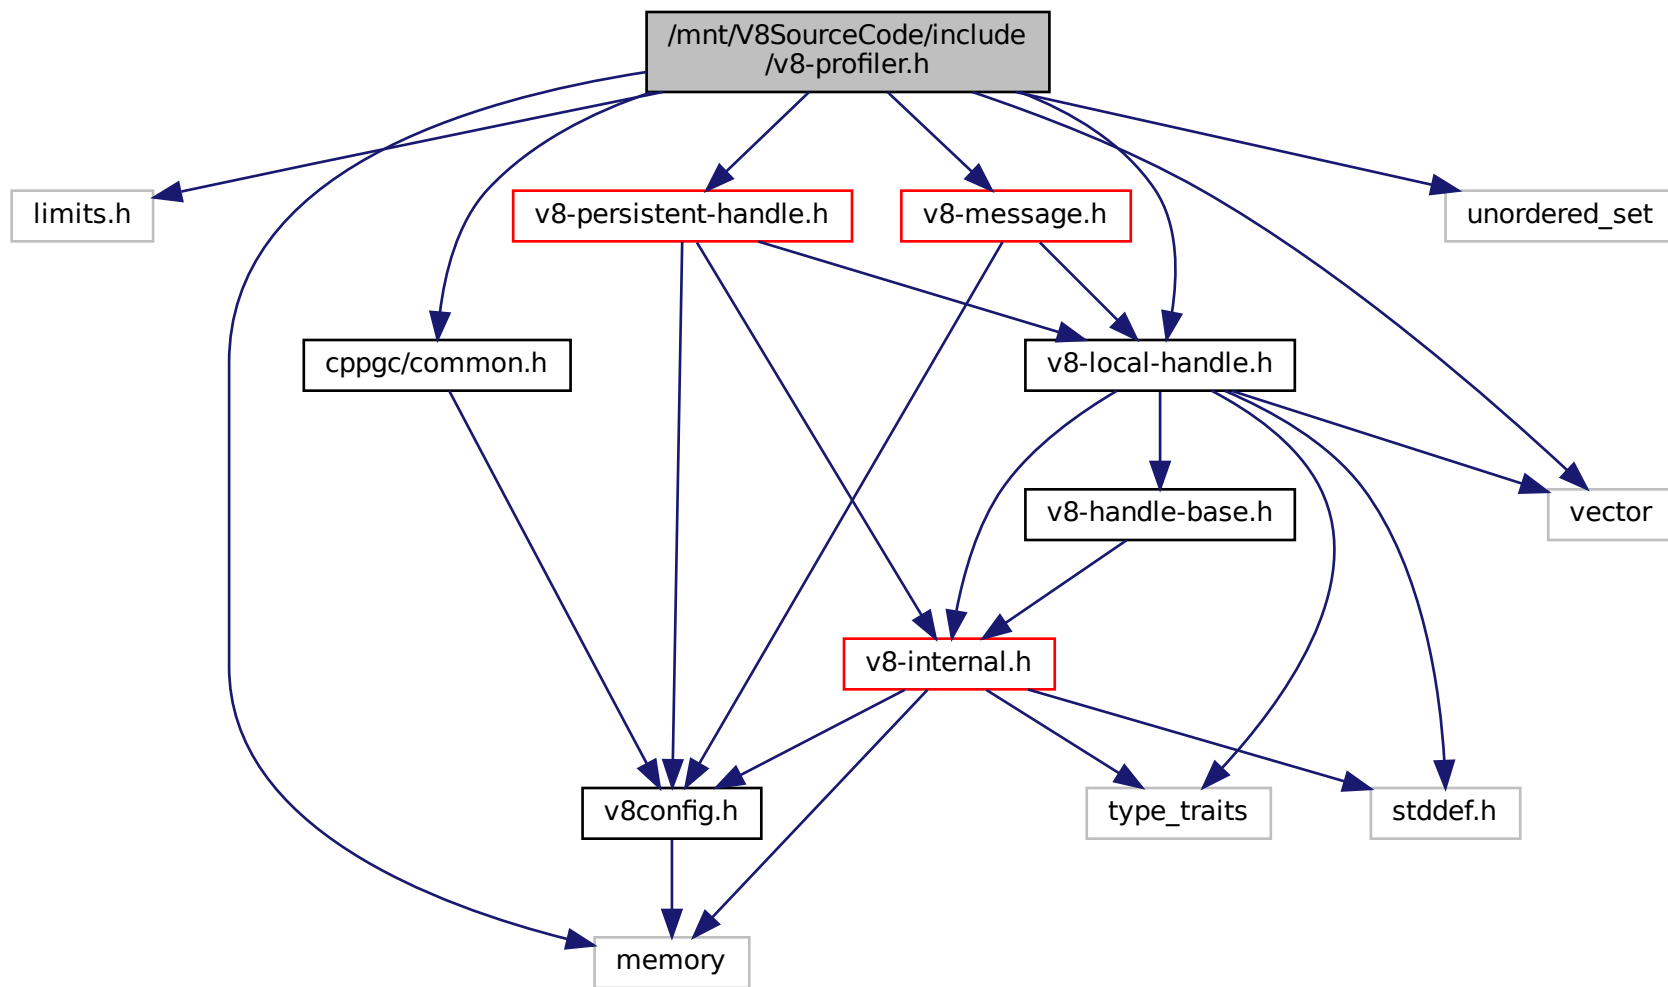 /mnt/V8SourceCode/include
/v8-profiler.h
limits.h
v8-persistent-handle.h
v8-message.h
unordered_set
cppgc/common.h
v8-local-handle.h
v8-handle-base.h
vector
v8-internal.h
v8config.h
type_traits
stddef.h
memory